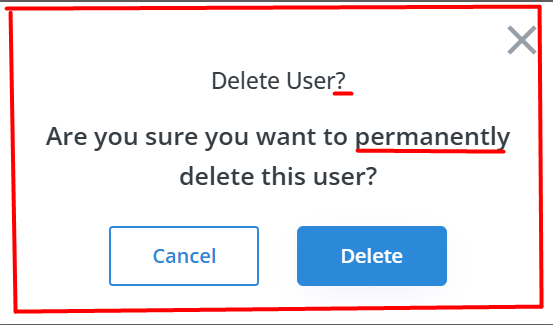 Delete User?
Are you sure you want to permanently
delete this user?
Cancel
Delete